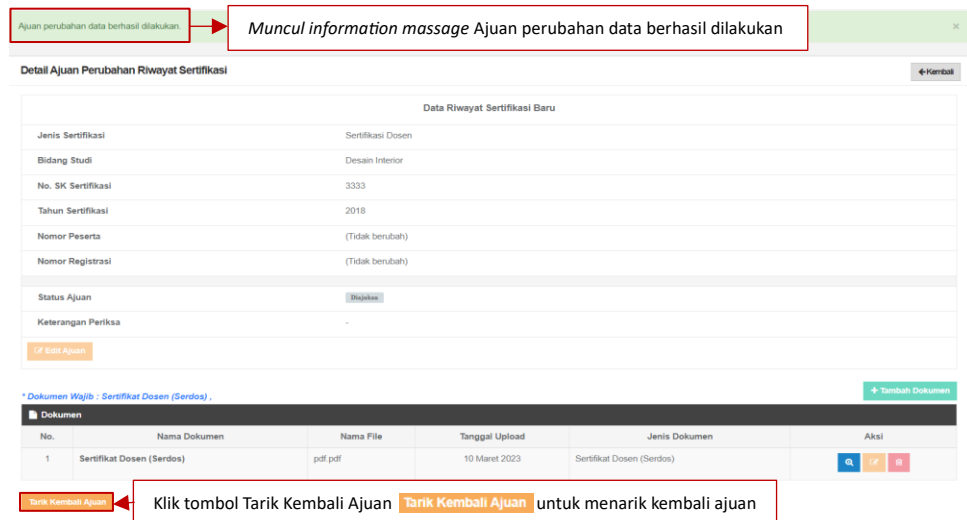 Ajuan perubahan data berhasil dilakukan.
Muncul information massage Ajuan perubahan data berhasil dilakukan
×
Detail Ajuan Perubahan Riwayat Sertifikasi
Kembali
Data Riwayat Sertifikasi Baru
Jenis Sertifikasi Sertifikasi Dosen
Bidang Studi Desain Interior
No. SK Sertifikasi 3333
Tahun Sertifikasi 2018
Nomor Peserta (Tidak berubah)
Nomor Registrasi (Tidak berubah)
Status Ajuan Diajukan
Keterangan Periksa -
Edit Ajuan
+ Tambah Dokumen
* Dokumen Wajib : Sertifikat Dosen (Serdos) ,
Dokumen
No. Nama Dokumen Nama File Tanggal Upload Jenis Dokumen Aksi
1 Sertifikat Dosen (Serdos) pdf.pdf 10 Maret 2023 Sertifikat Dosen (Serdos)
Tarik Kembali Ajuan
Klik tombol Tarik Kembali Ajuan Tarik Kembali Ajuan untuk menarik kembali ajuan